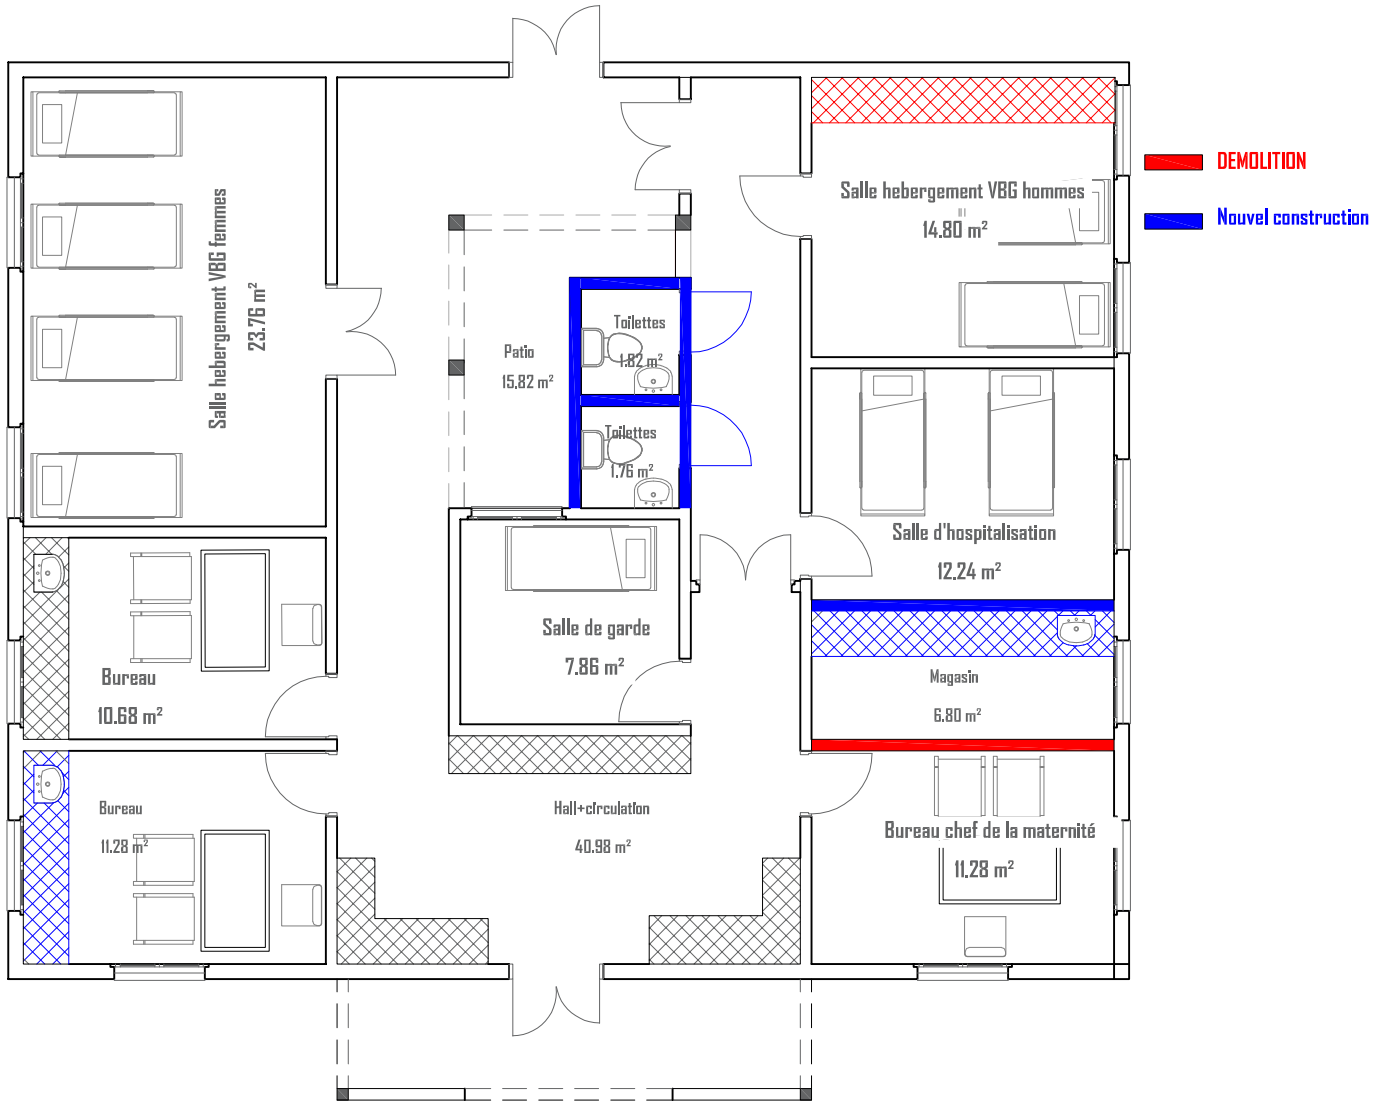 Salle hebergement VBG femmes
23.76 m²
Salle hebergement VBG hommes
14.80 m²
DEMOLITION
Nouvel construction
Toilettes
1.82 m²
Patio
15.82 m²
Toilettes
1.76 m²
Salle d'hospitalisation
12.24 m²
Salle de garde
7.86 m²
Bureau
10.68 m²
Magasin
6.80 m²
Bureau
11.28 m²
Hall+circulation
40.98 m²
Bureau chef de la maternité
11.28 m²